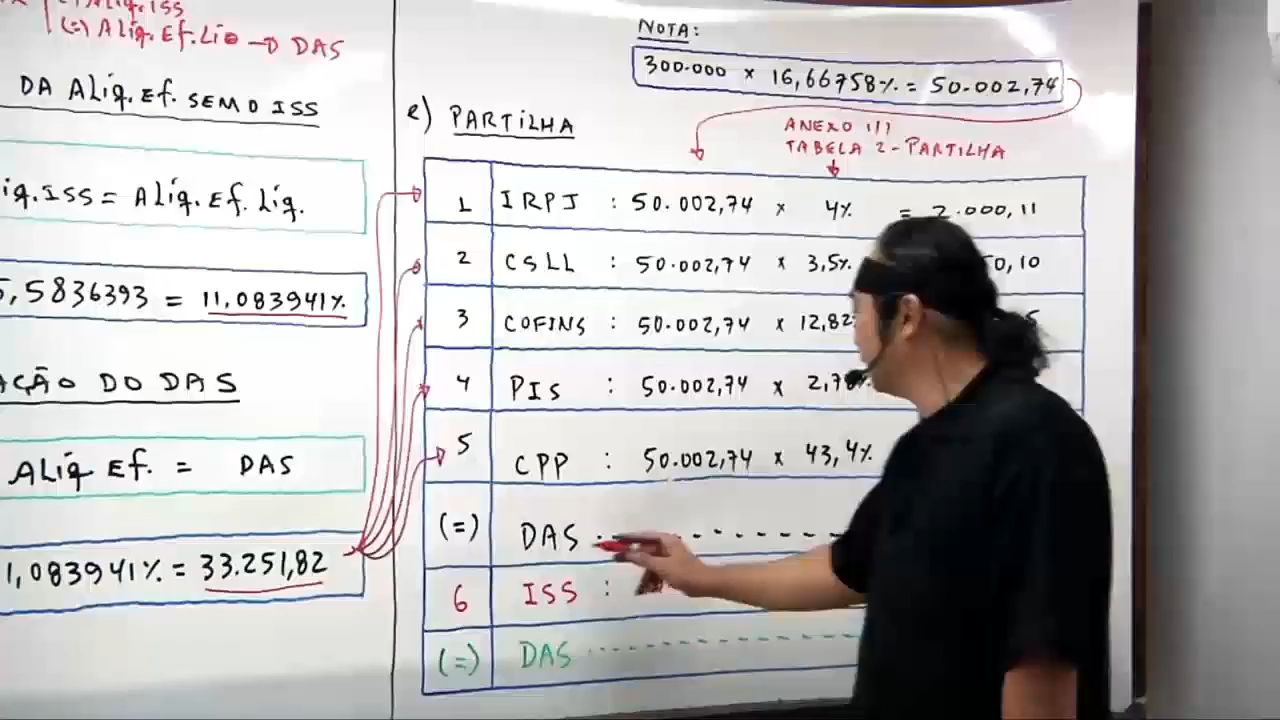 (-) Aliq. ISS
(=) Aliq. Ef. Liq → DAS
DA Aliq. Ef. SEM O ISS
iq. ISS = Aliq. Ef. Liq.
5,5836393 = 11,083941%
AÇÃO DO DAS
Aliq Ef. = DAS
1,083941% = 33.251,82
NOTA:
300.000 × 16,66758% = 50.002,74
e) PARTILHA
ANEXO III
TABELA 2 - PARTILHA
1 IRPJ : 50.002,74 × 4% = 2.000,11
2 CSLL : 50.002,74 × 3,5% 50,10
3 COFINS : 50.002,74 × 12,82
4 PIS : 50.002,74 × 2,78%
5 CPP : 50.002,74 × 43,4%
(=) DAS
6 ISS :
(=) DAS